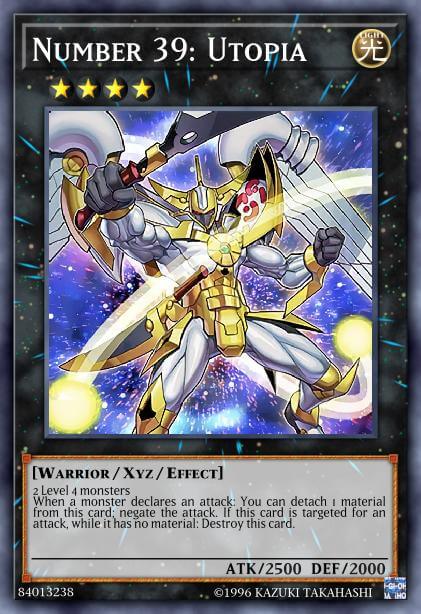 NUMBER 39: UTOPIA
LIGHT
光
39
[WARRIOR / XYZ / EFFECT]
2 Level 4 monsters
When a monster declares an attack: You can detach 1 material
from this card; negate the attack. If this card is targeted for
an attack, while it has no material: Destroy this card.
ATK/2500 DEF/2000
84013238
©1996 KAZUKI TAKAHASHI